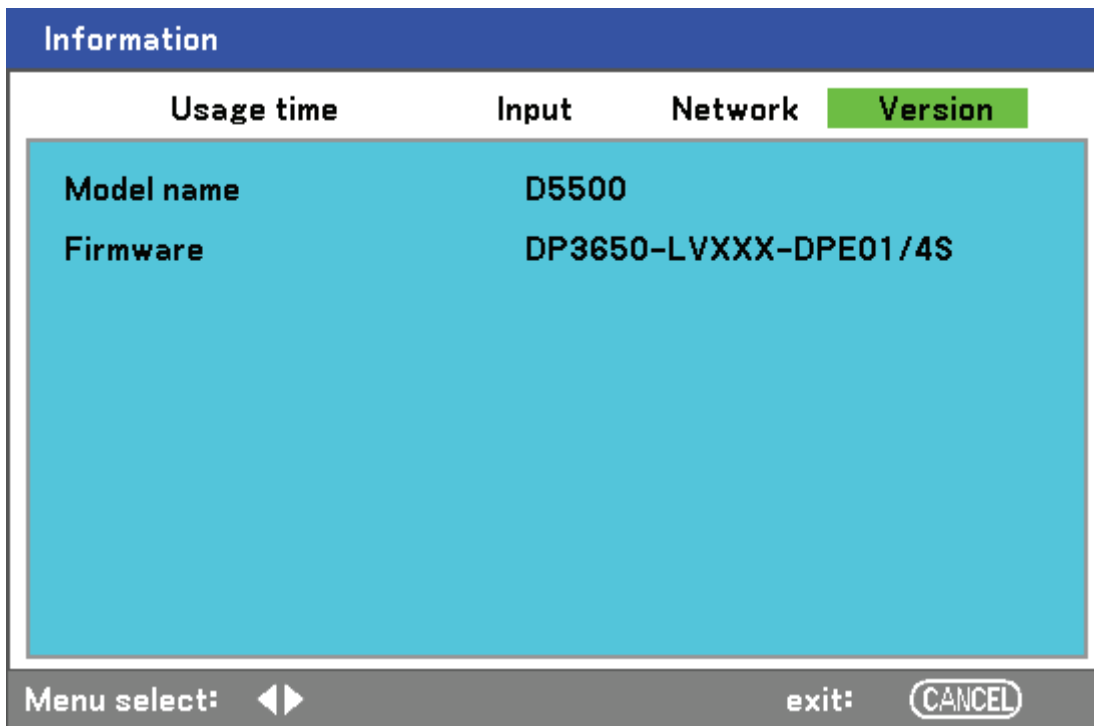 Information
Usage time Input Network Version
Model name D5500
Firmware DP3650-LVXXX-DPE01/4S
Menu select: exit: CANCEL